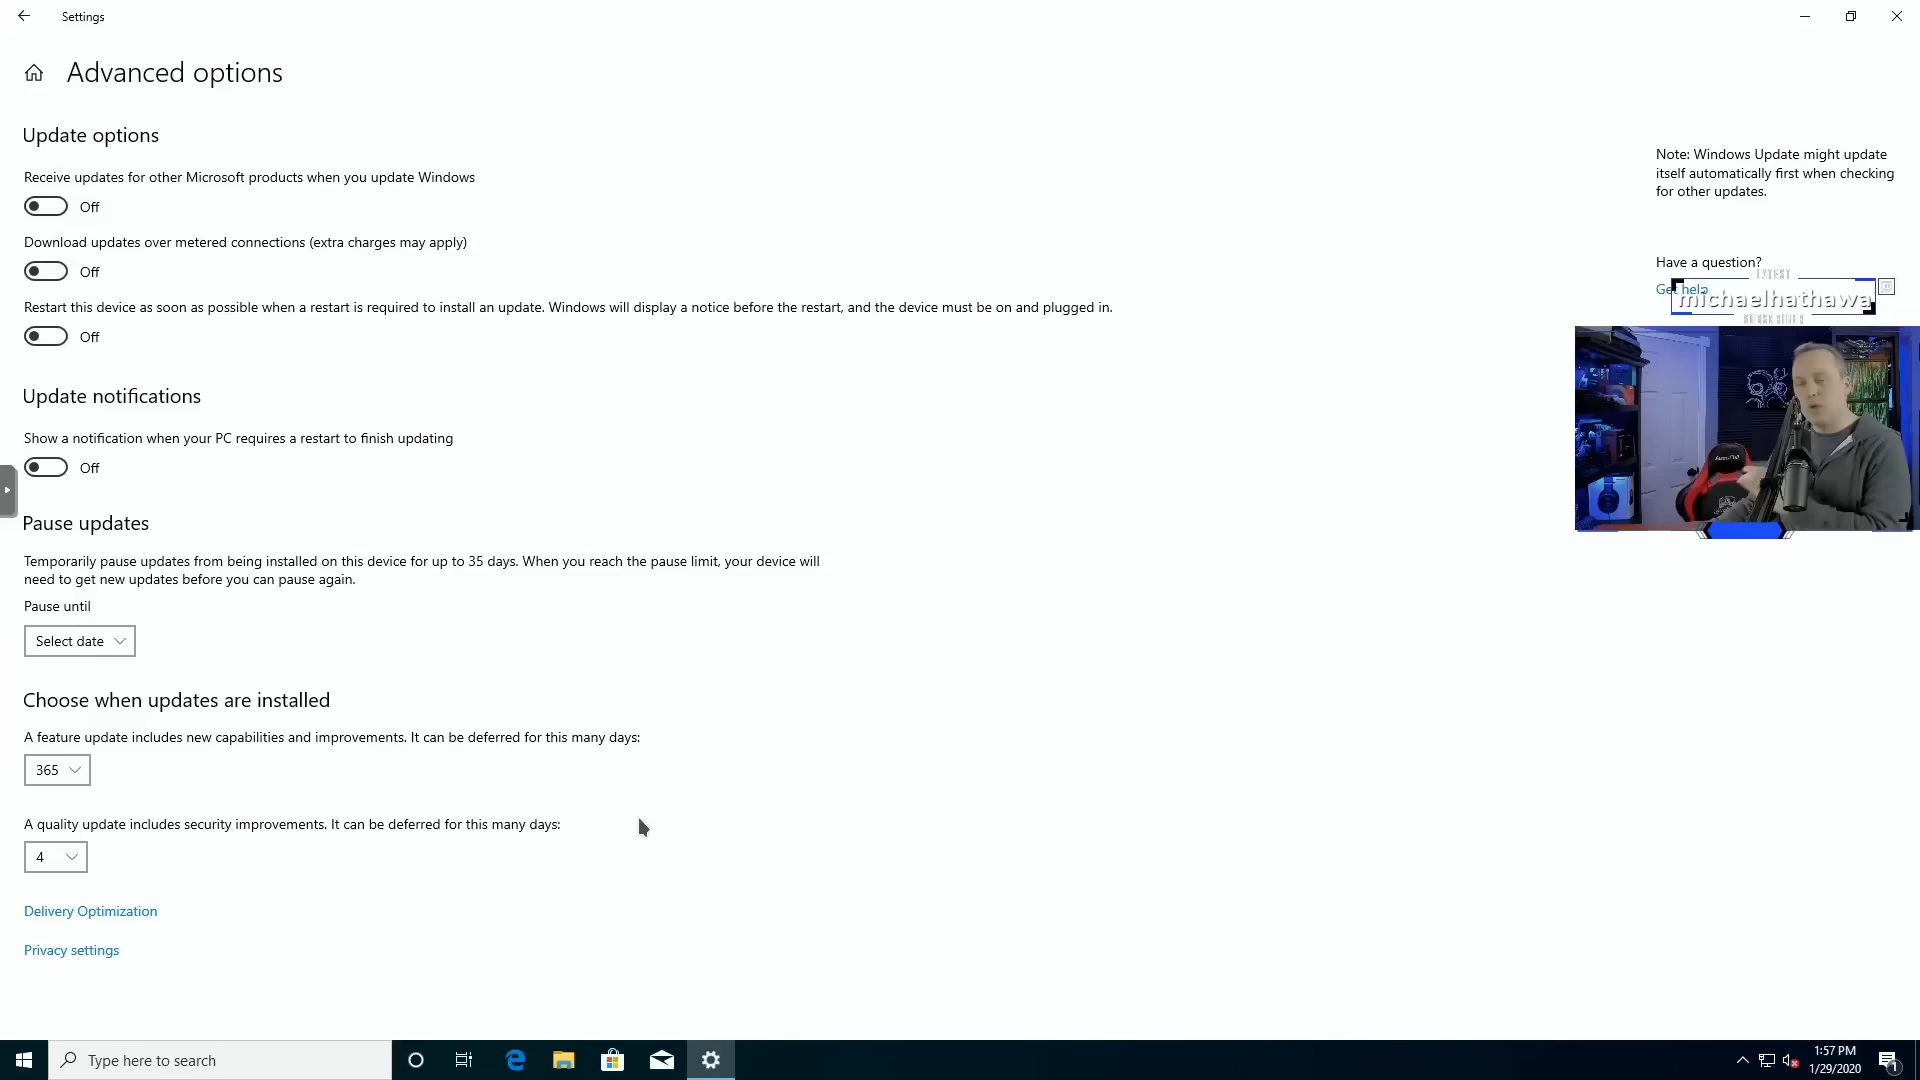 Settings
Advanced options
Update options
Receive updates for other Microsoft products when you update Windows
Off
Download updates over metered connections (extra charges may apply)
Off
Restart this device as soon as possible when a restart is required to install an update. Windows will display a notice before the restart, and the device must be on and plugged in.
Off
Update notifications
Show a notification when your PC requires a restart to finish updating
Off
Pause updates
Temporarily pause updates from being installed on this device for up to 35 days. When you reach the pause limit, your device will
need to get new updates before you can pause again.
Pause until
Select date
Choose when updates are installed
A feature update includes new capabilities and improvements. It can be deferred for this many days:
365
A quality update includes security improvements. It can be deferred for this many days:
4
Delivery Optimization
Privacy settings
Note: Windows Update might update
itself automatically first when checking
for other updates.
Have a question?
LATEST
Get help
michaelhathawa
SUBSCRIBER
Type here to search
1:57 PM
1/29/2020
1